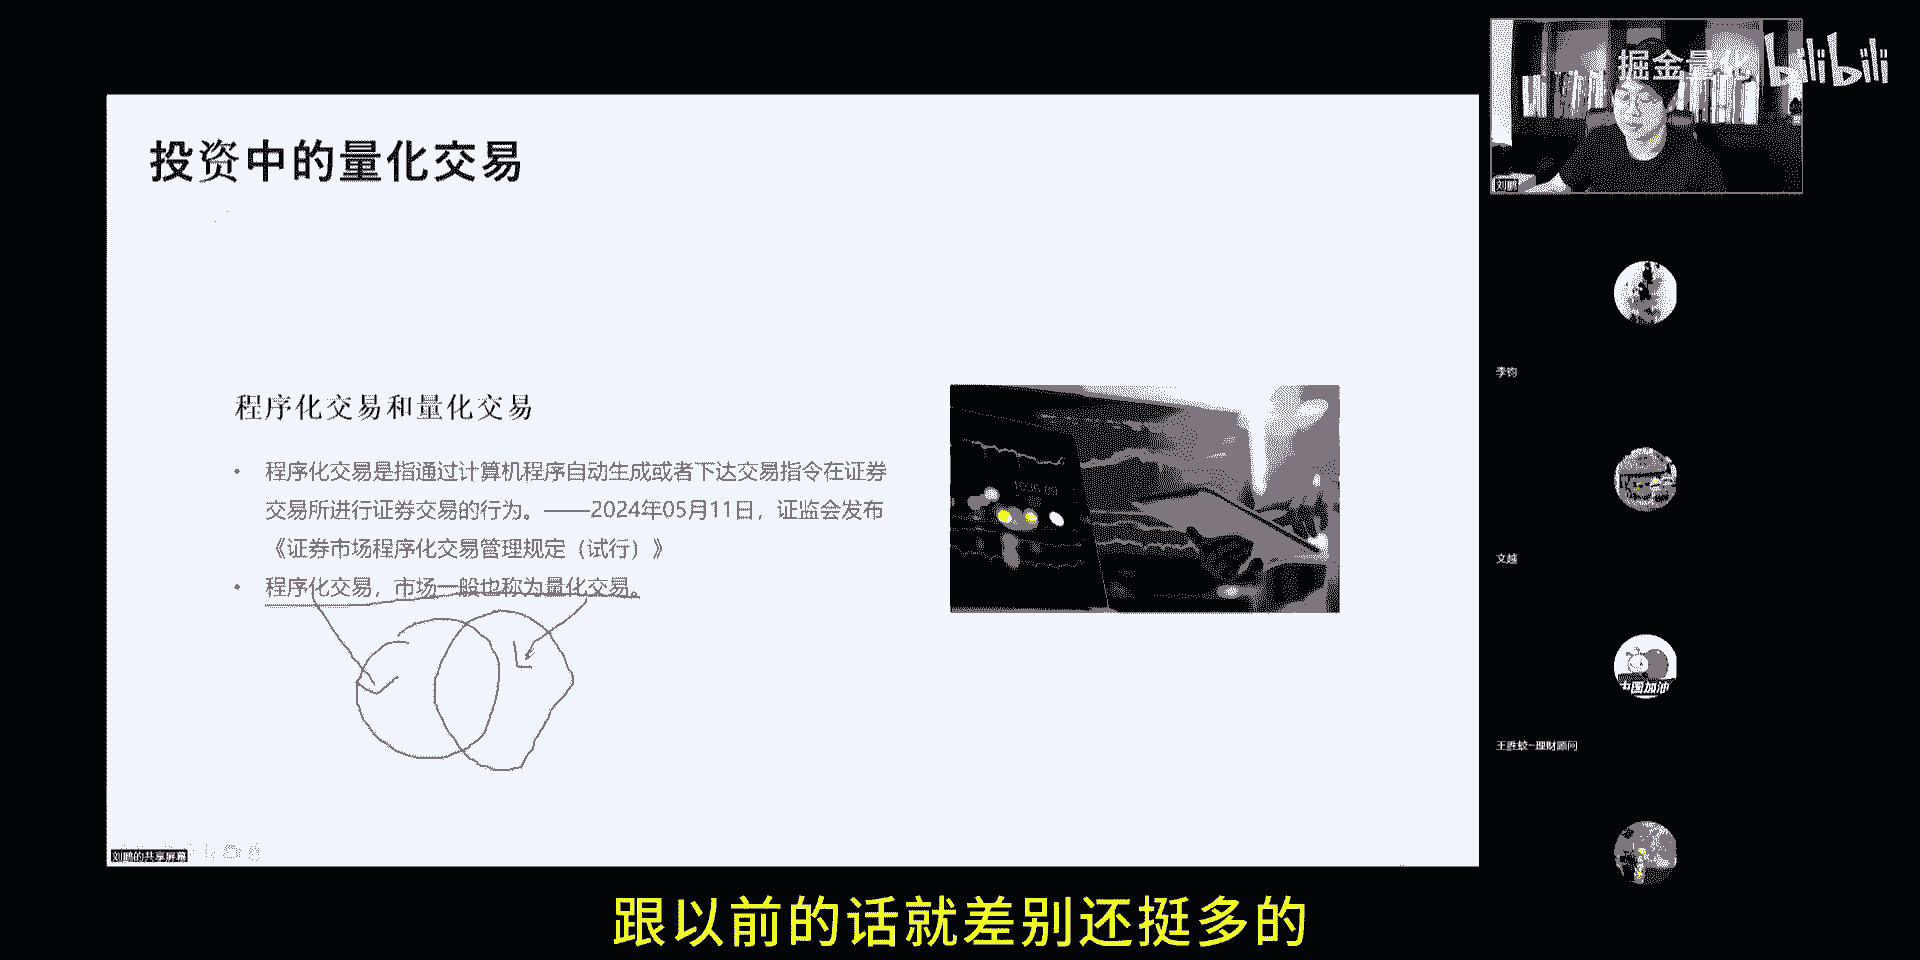 掘金量化 bilibili
刘鹏
投资中的量化交易
程序化交易和量化交易
• 程序化交易是指通过计算机程序自动生成或者下达交易指令在证券
交易所进行证券交易的行为。——2024年05月11日，证监会发布
《证券市场程序化交易管理规定（试行）》
• 程序化交易，市场一般也称为量化交易。
李钧
文越
中国加油
刘鹏的共享屏幕
跟以前的话就差别还挺多的